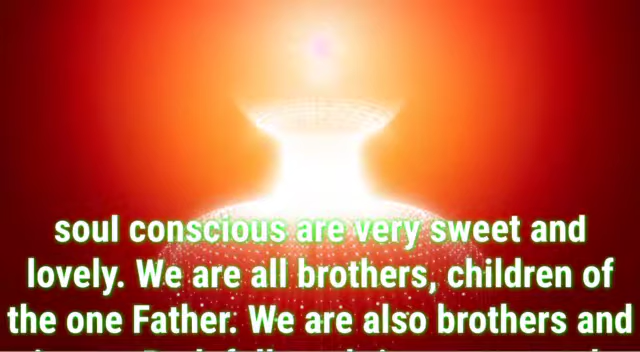 soul conscious are very sweet and
lovely. We are all brothers, children of
the one Father. We are also brothers and